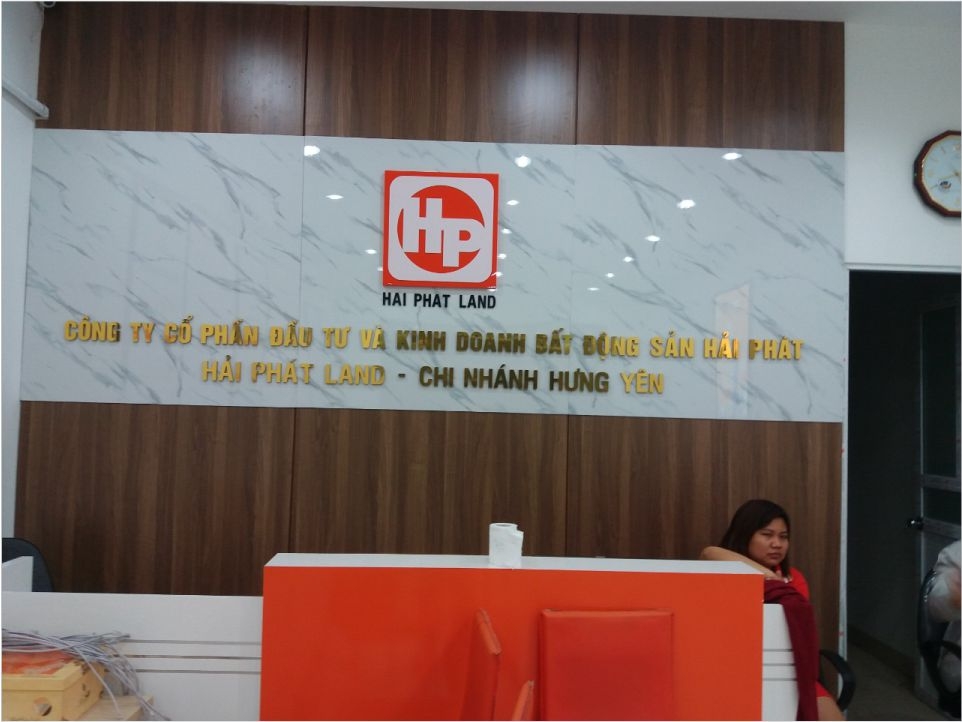 HP
HAI PHAT LAND
CÔNG TY CỔ PHẦN ĐẦU TƯ VÀ KINH DOANH BẤT ĐỘNG SẢN HẢI PHÁT
HẢI PHÁT LAND - CHI NHÁNH HƯNG YÊN